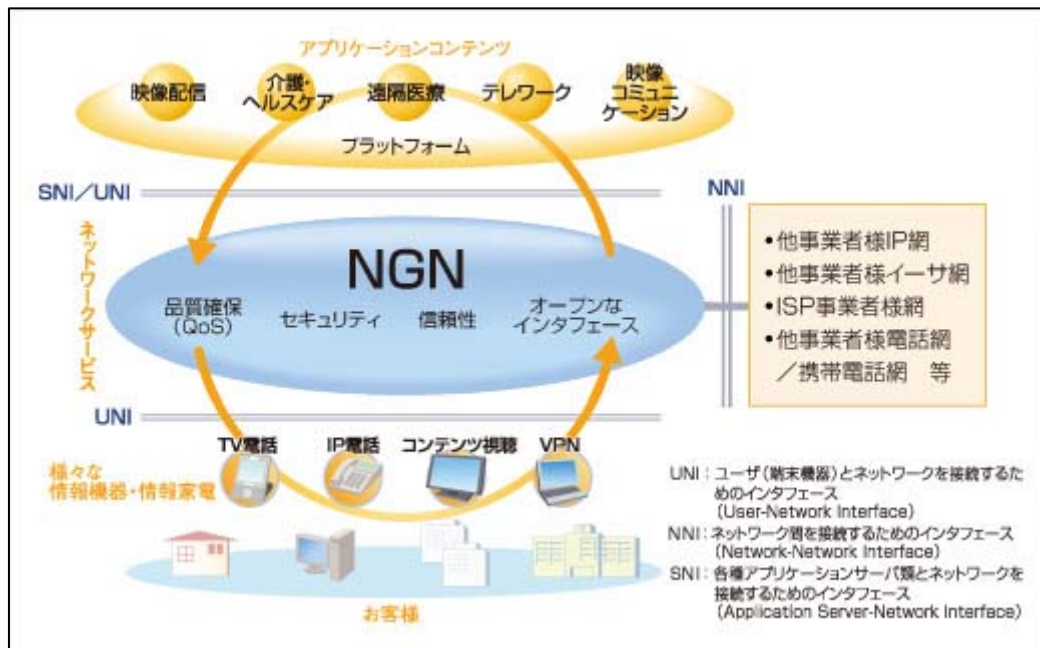 アプリケーションコンテンツ
映像配信
介護・
ヘルスケア
遠隔医療
テレワーク
映像
コミュニ
ケーション
プラットフォーム
SNI/UNI
NNI
ネットワークサービス
NGN
品質確保
(QoS)
セキュリティ
信頼性
オープンな
インタフェース
•他事業者様IP網
•他事業者様イーサ網
•ISP事業者様網
•他事業者様電話網
/携帯電話網 等
UNI
TV電話
IP電話
コンテンツ視聴
VPN
様々な
情報機器・情報家電
お客様
UNI:ユーザ(端末機器)とネットワークを接続するた
めのインタフェース
(User-Network Interface)
NNI:ネットワーク間を接続するためのインタフェース
(Network-Network Interface)
SNI:各種アプリケーションサーバ類とネットワークを
接続するためのインタフェース
(Application Server-Network Interface)